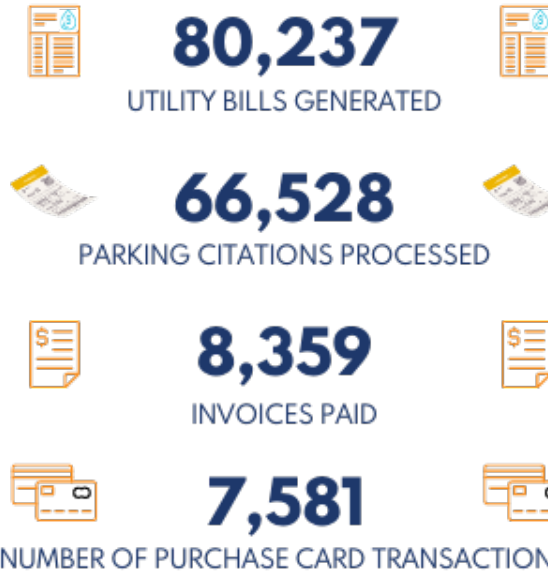 80,237
UTILITY BILLS GENERATED
66,528
PARKING CITATIONS PROCESSED
8,359
INVOICES PAID
7,581
NUMBER OF PURCHASE CARD TRANSACTION